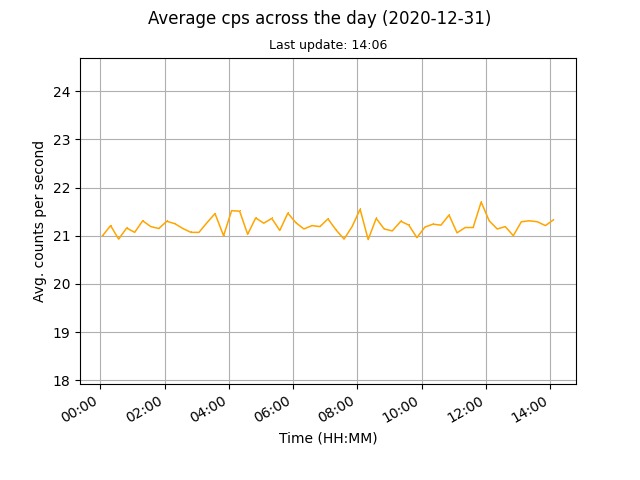 Average cps across the day (2020-12-31)
Last update: 14:06
24
23
22
21
20
19
18
Avg. counts per second
00:00 02:00 04:00 06:00 08:00 10:00 12:00 14:00
Time (HH:MM)